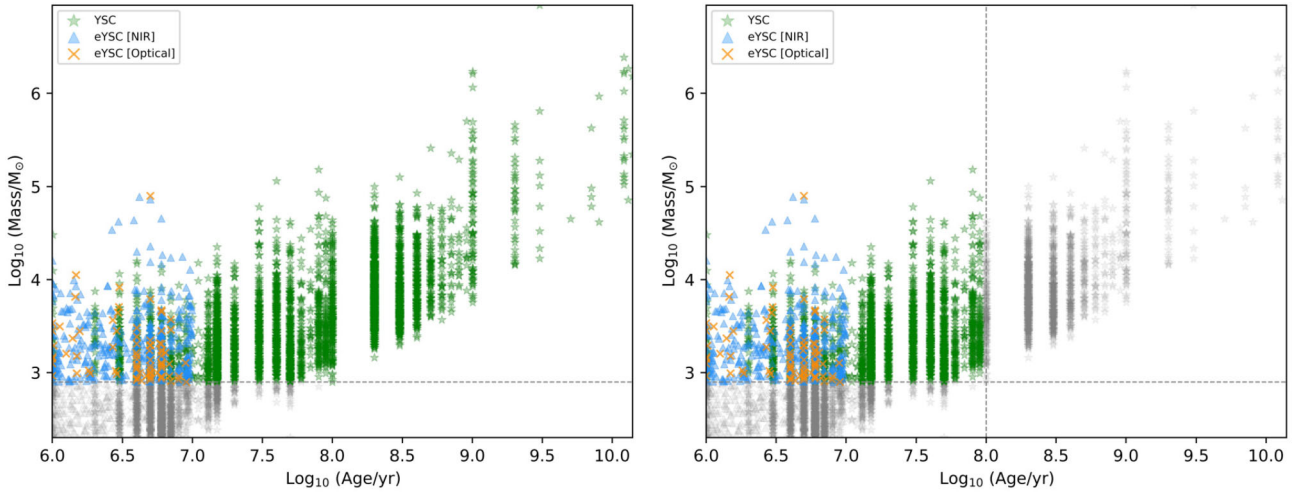 YSC
eYSC [NIR]
eYSC [Optical]
6
5
4
3
Log₁₀ (Mass/M☉)
6.0 6.5 7.0 7.5 8.0 8.5 9.0 9.5 10.0
Log₁₀ (Age/yr)
YSC
eYSC [NIR]
eYSC [Optical]
6
5
4
3
Log₁₀ (Mass/M☉)
6.0 6.5 7.0 7.5 8.0 8.5 9.0 9.5 10.0
Log₁₀ (Age/yr)